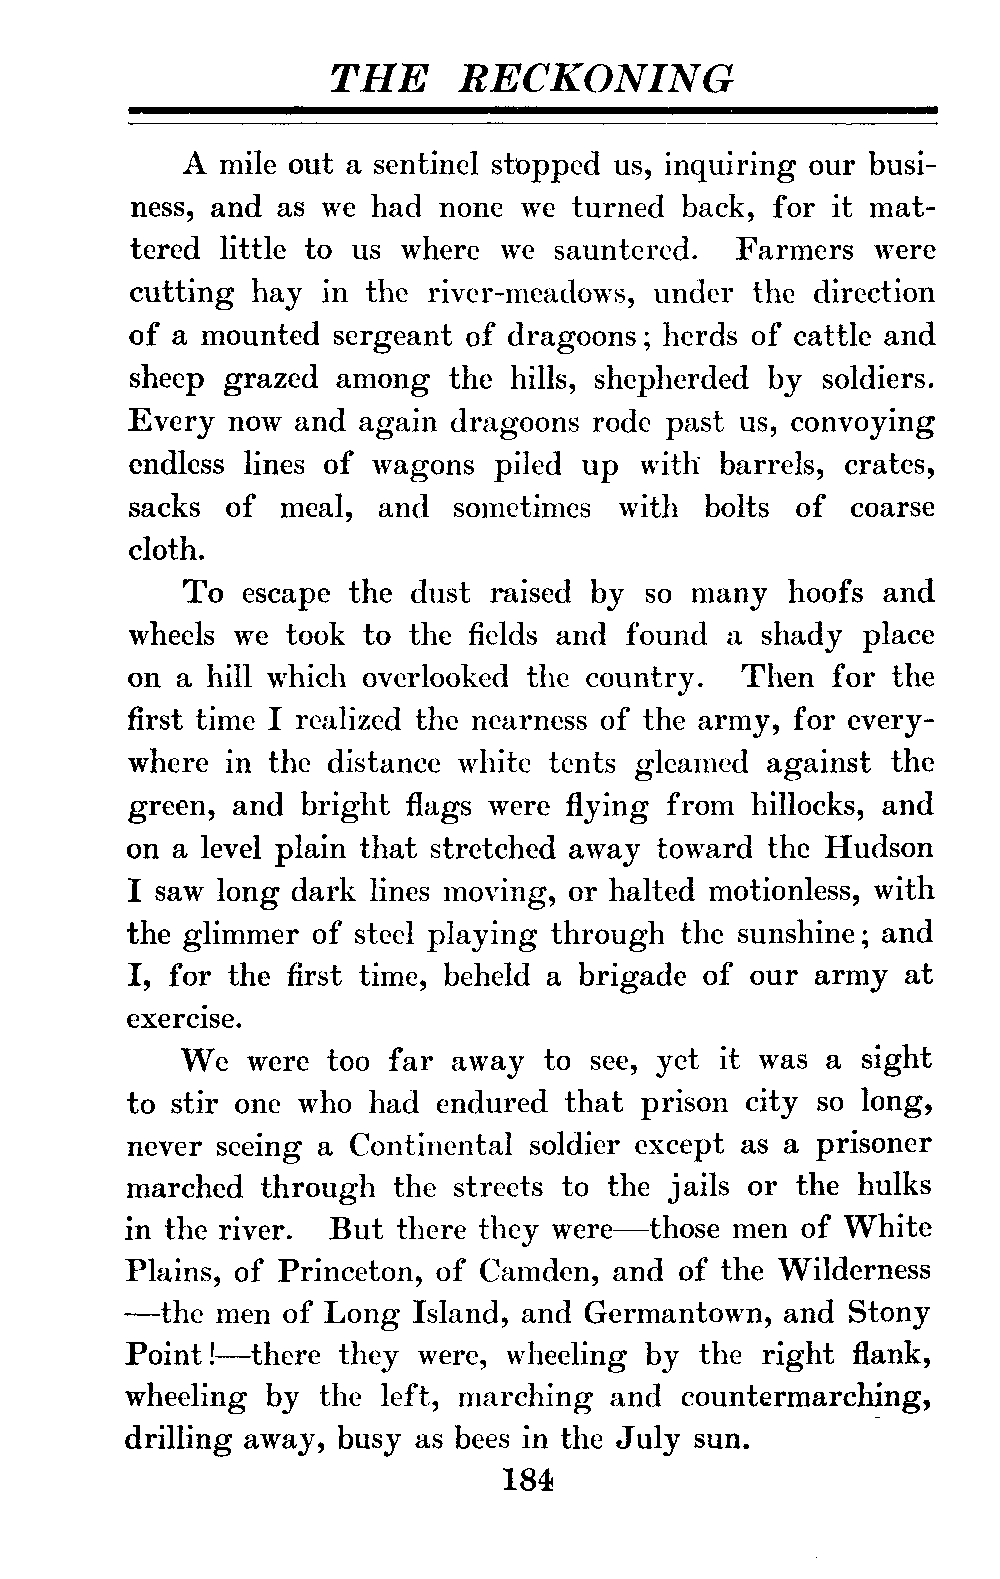 THE RECKONING
A mile out a sentinel stopped us, inquiring our busi-
ness, and as we had none we turned back, for it mat-
tered little to us where we sauntered. Farmers were
cutting hay in the river-meadows, under the direction
of a mounted sergeant of dragoons; herds of cattle and
sheep grazed among the hills, shepherded by soldiers.
Every now and again dragoons rode past us, convoying
endless lines of wagons piled up with barrels, crates,
sacks of meal, and sometimes with bolts of coarse
cloth.
To escape the dust raised by so many hoofs and
wheels we took to the fields and found a shady place
on a hill which overlooked the country. Then for the
first time I realized the nearness of the army, for every-
where in the distance white tents gleamed against the
green, and bright flags were flying from hillocks, and
on a level plain that stretched away toward the Hudson
I saw long dark lines moving, or halted motionless, with
the glimmer of steel playing through the sunshine; and
I, for the first time, beheld a brigade of our army at
exercise.
We were too far away to see, yet it was a sight
to stir one who had endured that prison city so long,
never seeing a Continental soldier except as a prisoner
marched through the streets to the jails or the hulks
in the river. But there they were—those men of White
Plains, of Princeton, of Camden, and of the Wilderness
—the men of Long Island, and Germantown, and Stony
Point!—there they were, wheeling by the right flank,
wheeling by the left, marching and countermarching,
drilling away, busy as bees in the July sun.
184